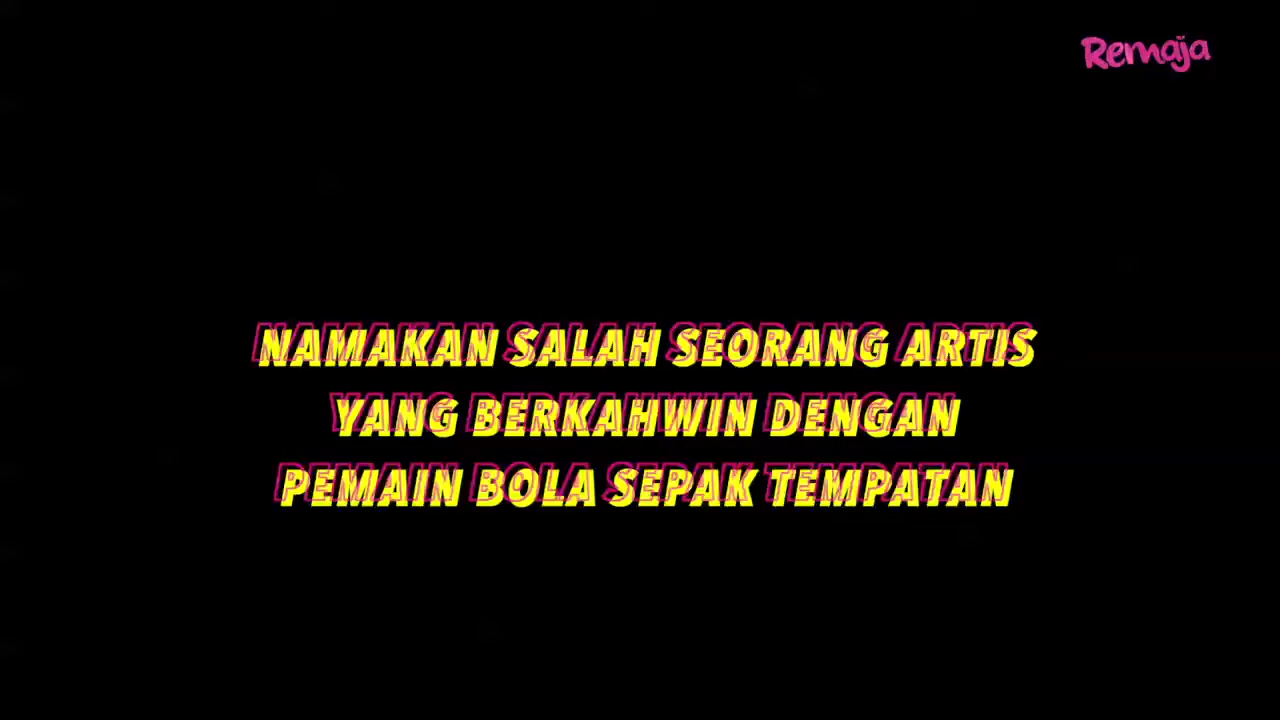 Remaja
NAMAKAN SALAH SEORANG ARTIS
YANG BERKAHWIN DENGAN
PEMAIN BOLA SEPAK TEMPATAN